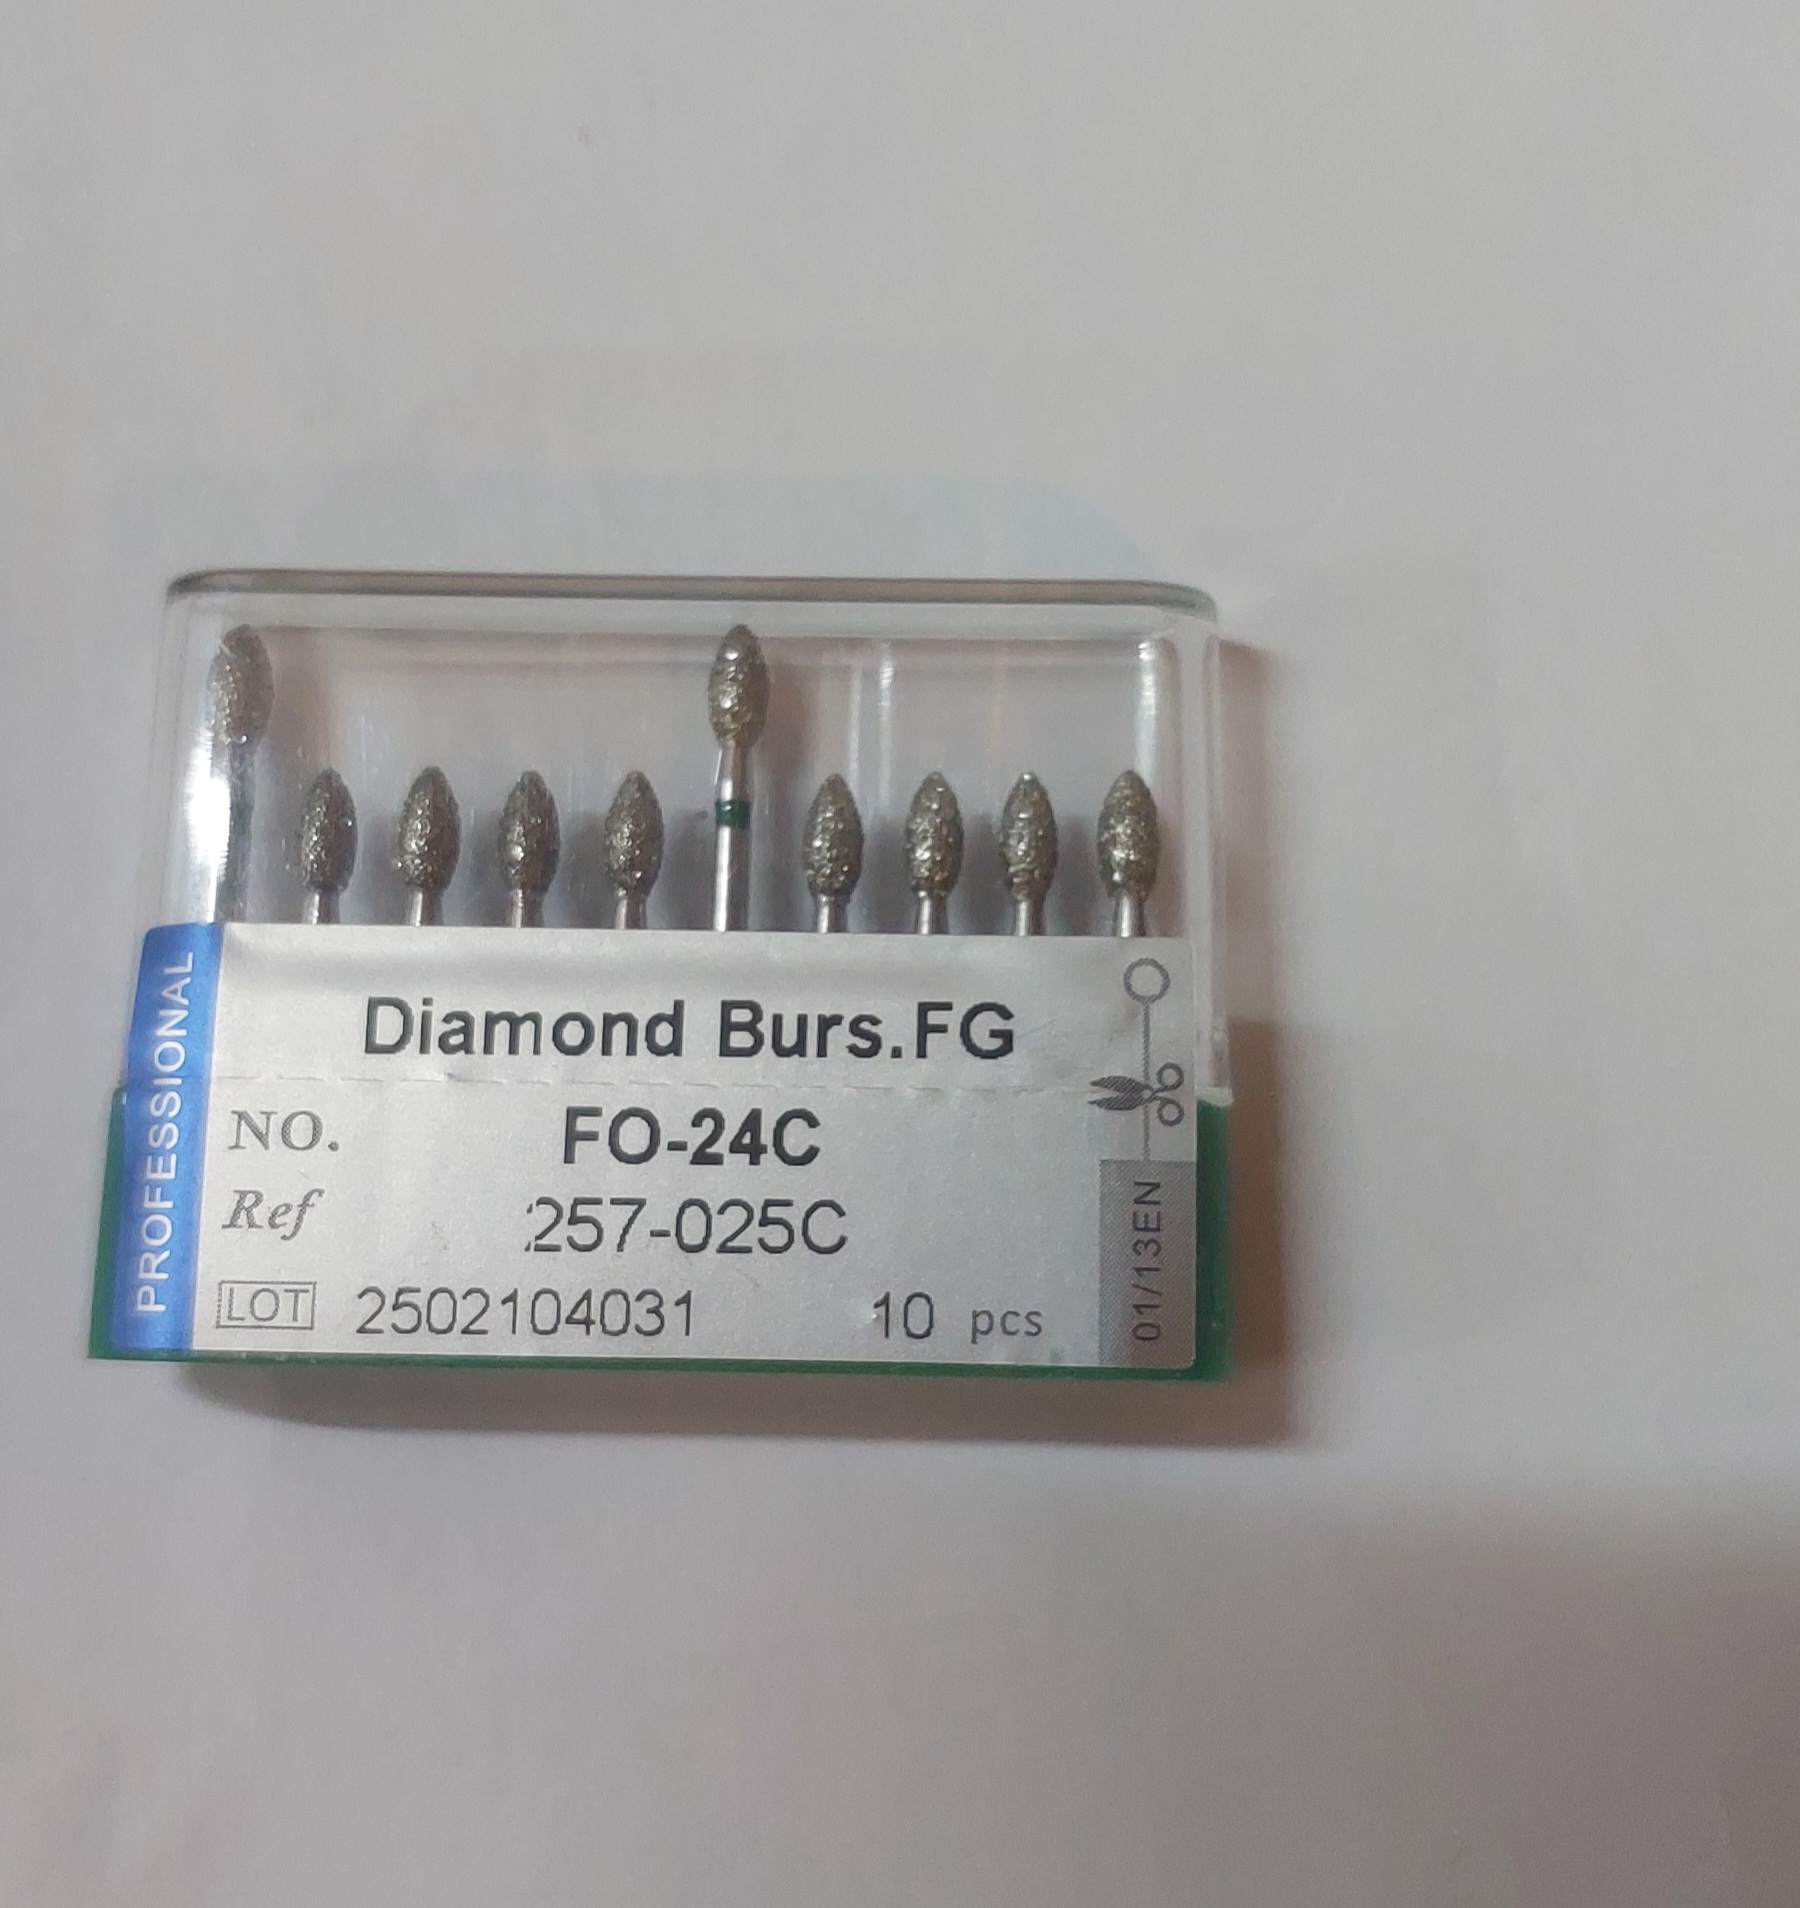 PROFESSIONAL
Diamond Burs.FG
NO. FO-24C
Ref 257-025C
LOT 2502104031 10 pcs
01/13EN